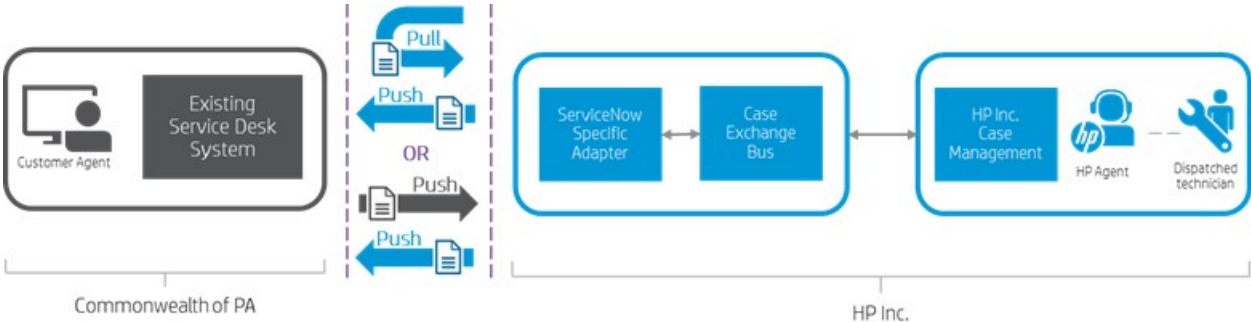 Customer Agent
Existing
Service Desk
System
Pull
Push
OR
Push
Push
ServiceNow
Specific
Adapter
Case
Exchange
Bus
HP Inc.
Case
Management
hp
HP Agent
Dispatched
technician
Commonwealth of PA
HP Inc.